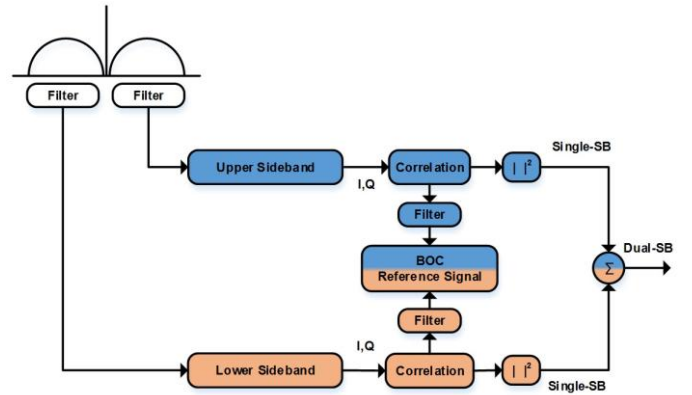 Filter
Filter
Single-SB
Upper Sideband
Correlation
| |²
I,Q
Filter
BOC
Reference Signal
Dual-SB
Σ
Filter
I,Q
Lower Sideband
Correlation
| |²
Single-SB